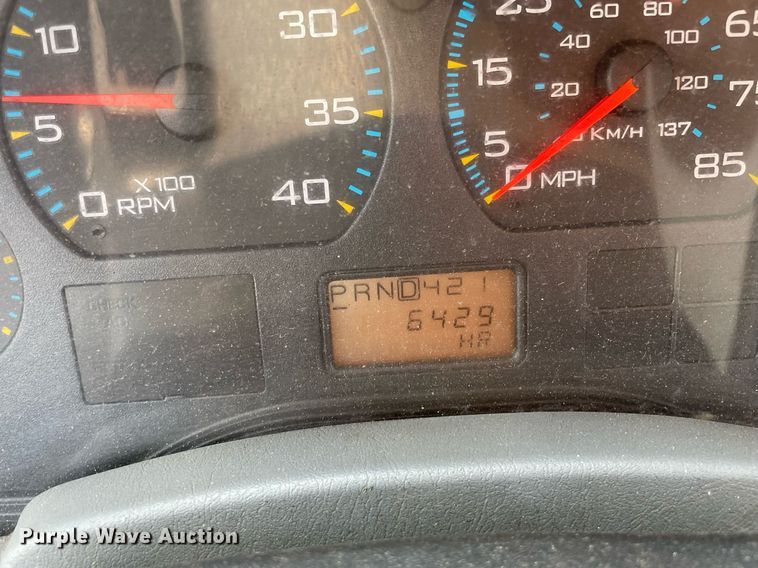 10 30
5 35
0 X100 RPM 40
25 60 80 65
40 100
15 20 120 75
5 KM/H 137
0 MPH 85
CHECK
PRND421
6429
HR
Purple Wave Auction